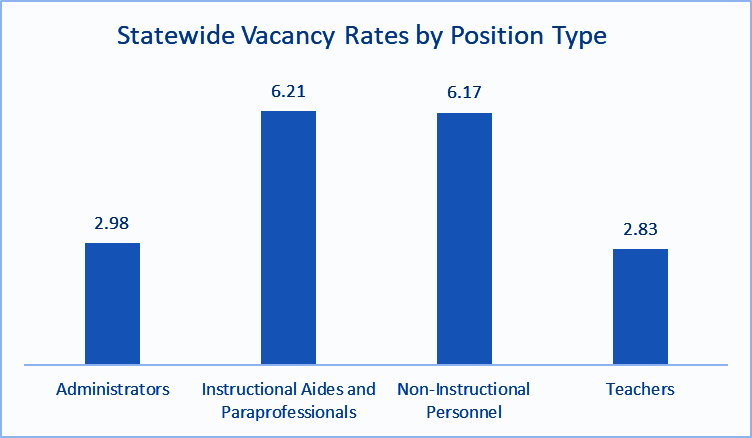 Statewide Vacancy Rates by Position Type
6.21
6.17
2.98
2.83
Administrators
Instructional Aides and
Paraprofessionals
Non-Instructional
Personnel
Teachers